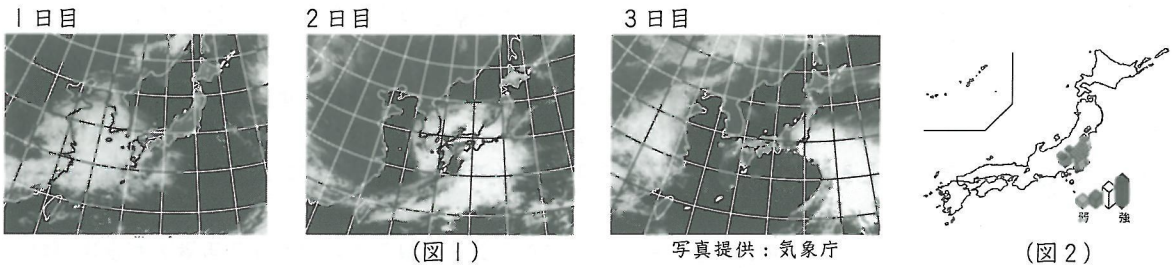 1日目
2日目
3日目
弱
強
(図1)
写真提供:気象庁
(図2)